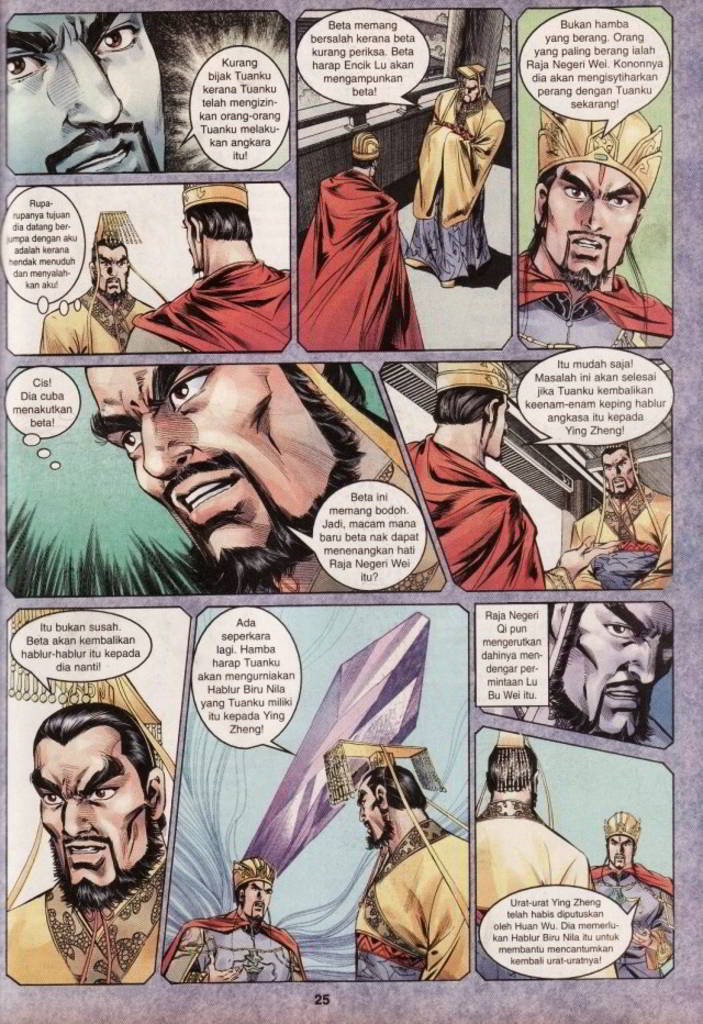 Kurang
bijak Tuanku
kerana Tuanku
telah mengizin-
kan orang-orang
Tuanku melaku-
kan angkara
itu!
Beta memang
bersalah kerana beta
kurang periksa. Beta
harap Encik Lu akan
mengampunkan
beta!
Bukan hamba
yang berang. Orang
yang paling berang ialah
Raja Negeri Wei. Kononnya
dia akan mengisytiharkan
perang dengan Tuanku
sekarang!
Rupa-
rupanya tujuan
dia datang ber-
jumpa dengan aku
adalah kerana
hendak menuduh
dan menyalah-
kan aku!
Cis!
Dia cuba
menakutkan
beta!
Beta ini
memang bodoh.
Jadi, macam mana
baru beta nak dapat
menenangkan hati
Raja Negeri Wei
itu?
Itu mudah saja!
Masalah ini akan selesai
jika Tuanku kembalikan
keenam-enam keping hablur
angkasa itu kepada
Ying Zheng!
Itu bukan susah.
Beta akan kembalikan
hablur-hablur itu kepada
dia nanti!
Ada
seperkara
lagi. Hamba
harap Tuanku
akan mengurniakan
Hablur Biru Nila
yang Tuanku miliki
itu kepada Ying
Zheng!
Raja Negeri
Qi pun
mengerutkan
dahinya men-
dengar per-
mintaan Lu
Bu Wei itu.
Urat-urat Ying Zheng
telah habis diputuskan
oleh Huan Wu. Dia memerlu-
kan Hablur Biru Nila itu untuk
membantu mencantumkan
kembali urat-uratnya!
25